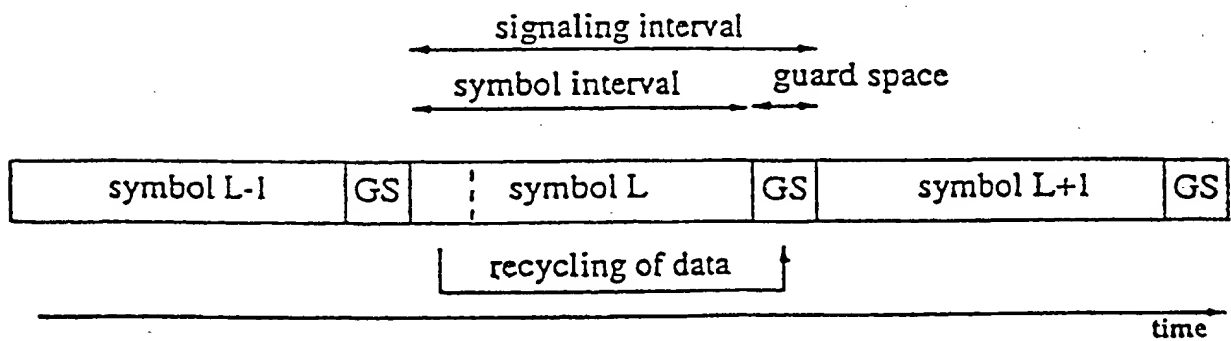 signaling interval
symbol interval guard space
symbol L-1 GS symbol L GS symbol L+1 GS
recycling of data
time